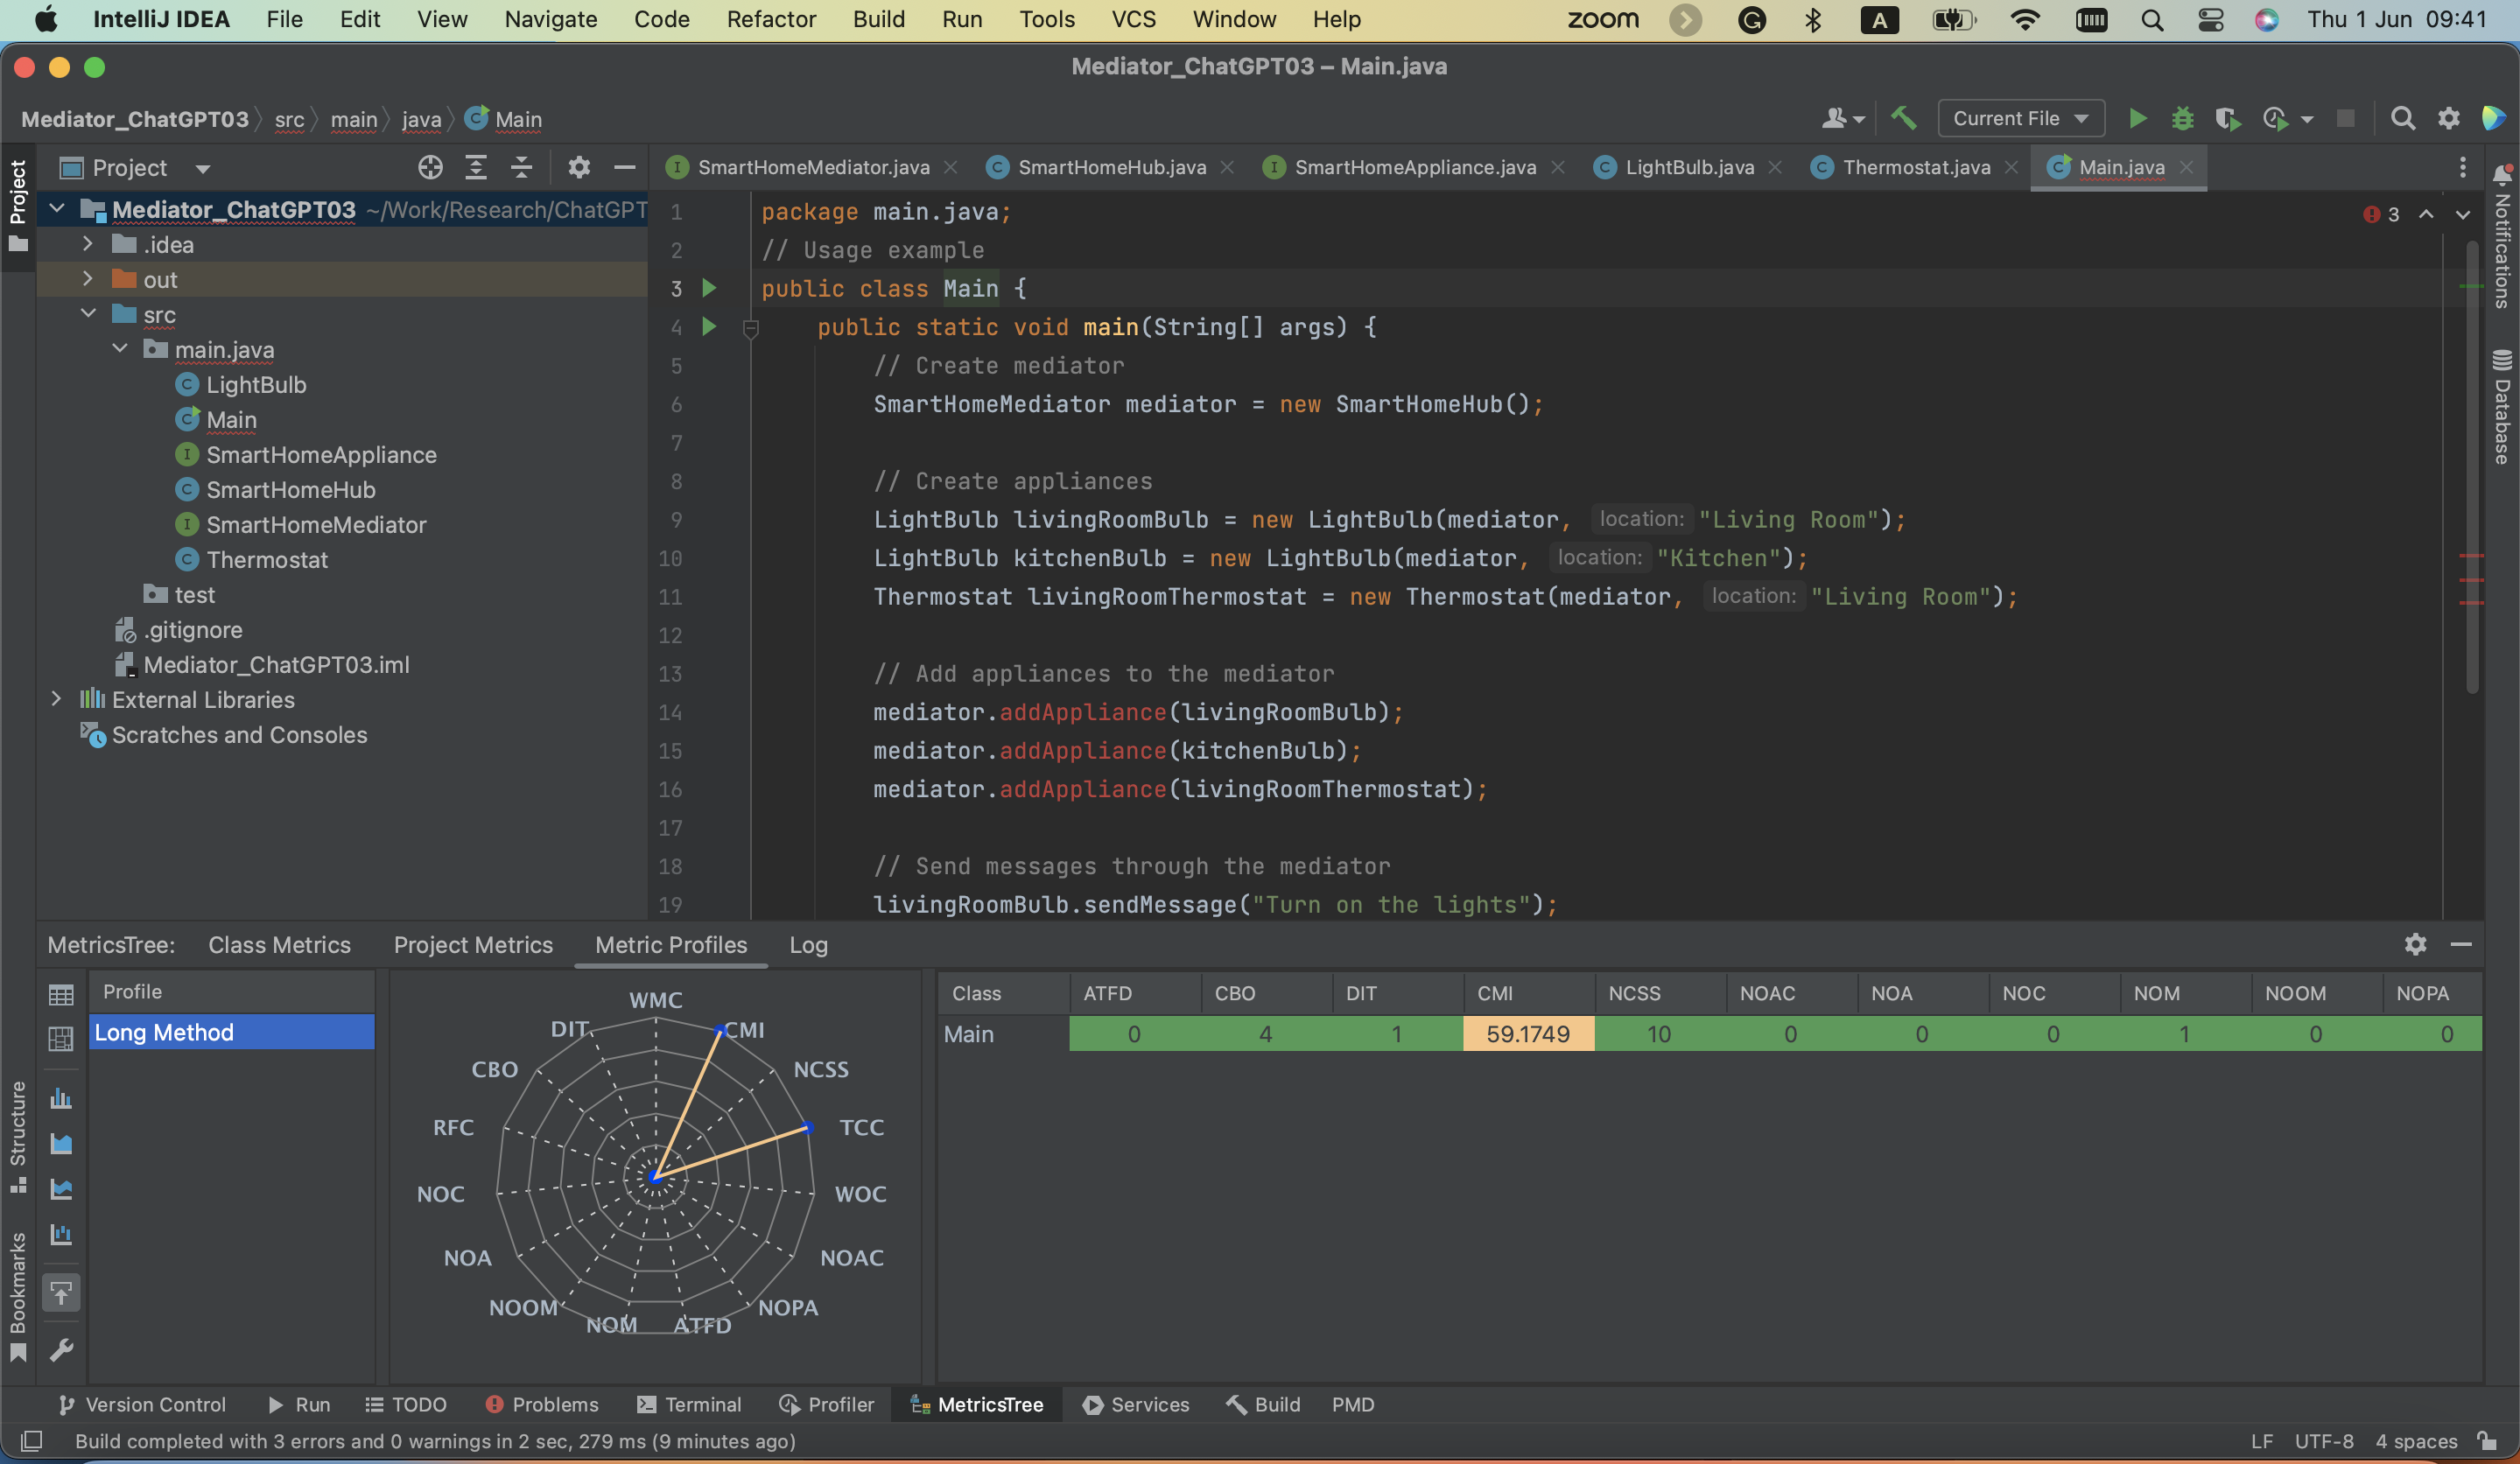 IntelliJ IDEA File Edit View Navigate Code Refactor Build Run Tools VCS Window Help zoom A Thu 1 Jun 09:41
Mediator_ChatGPT03 – Main.java
Mediator_ChatGPT03 src main java Main Current File
Project
Project
SmartHomeMediator.java SmartHomeHub.java SmartHomeAppliance.java LightBulb.java Thermostat.java Main.java
Mediator_ChatGPT03 ~/Work/Research/ChatGPT
.idea
out
src
main.java
LightBulb
Main
SmartHomeAppliance
SmartHomeHub
SmartHomeMediator
Thermostat
test
.gitignore
Mediator_ChatGPT03.iml
External Libraries
Scratches and Consoles
3
1 package main.java;
2 // Usage example
3 public class Main {
4 public static void main(String[] args) {
5 // Create mediator
6 SmartHomeMediator mediator = new SmartHomeHub();
7
8 // Create appliances
9 LightBulb livingRoomBulb = new LightBulb(mediator, location: "Living Room");
10 LightBulb kitchenBulb = new LightBulb(mediator, location: "Kitchen");
11 Thermostat livingRoomThermostat = new Thermostat(mediator, location: "Living Room");
12
13 // Add appliances to the mediator
14 mediator.addAppliance(livingRoomBulb);
15 mediator.addAppliance(kitchenBulb);
16 mediator.addAppliance(livingRoomThermostat);
17
18 // Send messages through the mediator
19 livingRoomBulb.sendMessage("Turn on the lights");
Notifications
Database
MetricsTree: Class Metrics Project Metrics Metric Profiles Log
Structure
Bookmarks
Profile
Long Method
WMC
CMI
NCSS
TCC
WOC
NOAC
NOPA
ATFD
NOM
NOOM
NOA
NOC
RFC
CBO
DIT
Class ATFD CBO DIT CMI NCSS NOAC NOA NOC NOM NOOM NOPA
Main 0 4 1 59.1749 10 0 0 0 1 0 0
Version Control Run TODO Problems Terminal Profiler MetricsTree Services Build PMD
Build completed with 3 errors and 0 warnings in 2 sec, 279 ms (9 minutes ago) LF UTF-8 4 spaces